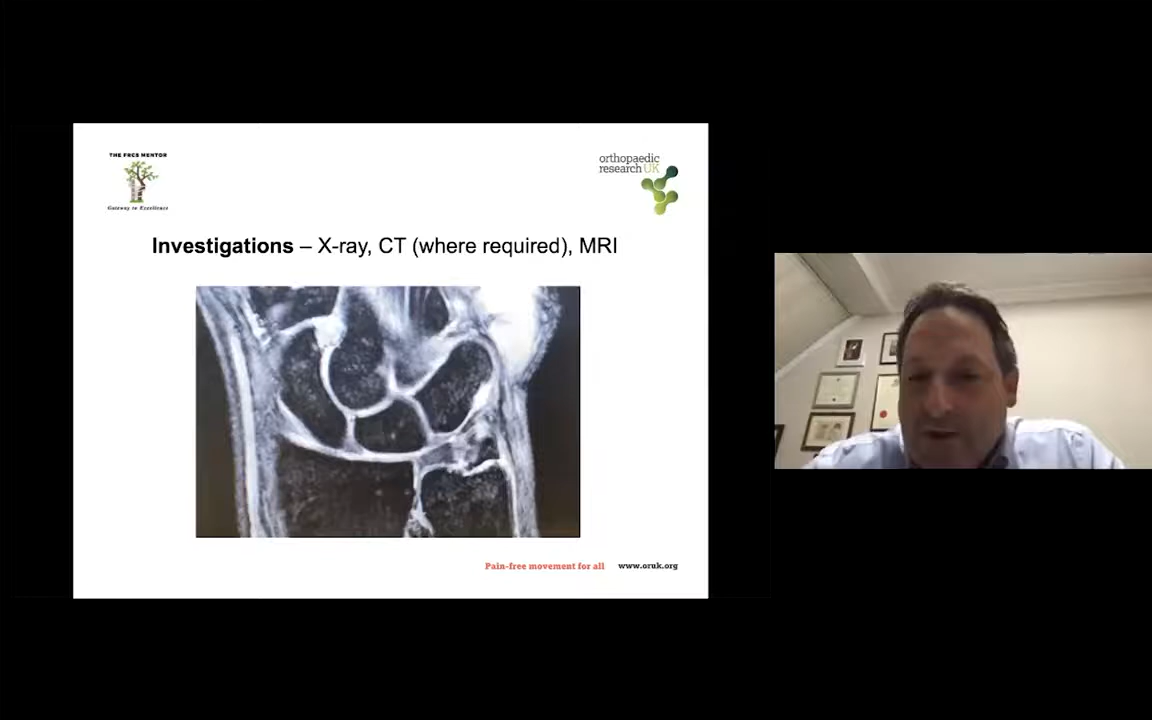 THE FRCS MENTOR
Gateway to Excellence
orthopaedic
research UK
Investigations – X-ray, CT (where required), MRI
Pain-free movement for all www.oruk.org